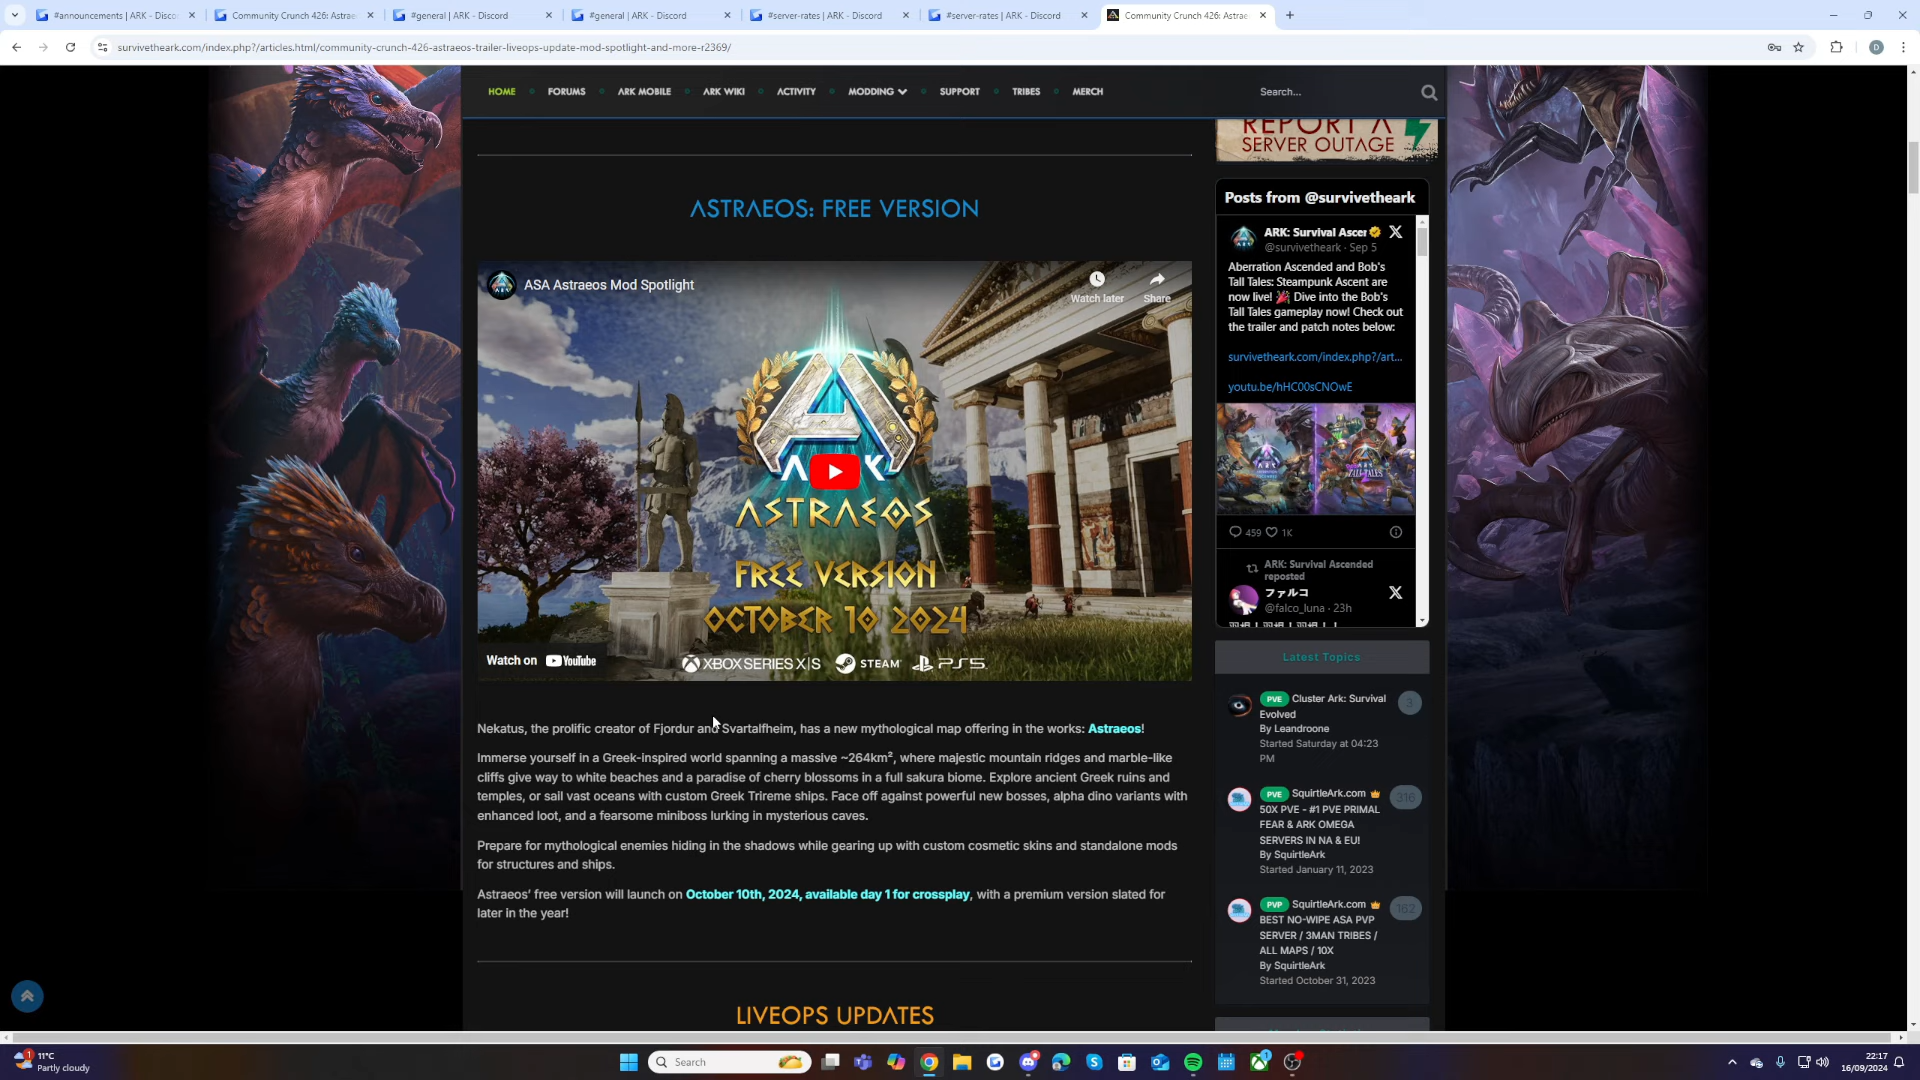 #announcements | ARK - Discord
Community Crunch 426: Astrae
#general | ARK - Discord
#general | ARK - Discord
#server-rates | ARK - Discord
#server-rates | ARK - Discord
Community Crunch 426: Astrae
survivetheark.com/index.php?/articles.html/community-crunch-426-astraeos-trailer-liveops-update-mod-spotlight-and-more-r2369/
D
HOME
FORUMS
ARK MOBILE
ARK WIKI
ACTIVITY
MODDING
SUPPORT
TRIBES
MERCH
Search...
REPORT A
SERVER OUTAGE
ASTRAEOS: FREE VERSION
ASA Astraeos Mod Spotlight
Watch later
Share
ARK
ASTRAEOS
FREE VERSION
OCTOBER 10 2024
Watch on YouTube
XBOX SERIES X|S
STEAM
PS5
Nekatus, the prolific creator of Fjordur and Svartalfheim, has a new mythological map offering in the works: Astraeos!
Immerse yourself in a Greek-inspired world spanning a massive ~264km², where majestic mountain ridges and marble-like
cliffs give way to white beaches and a paradise of cherry blossoms in a full sakura biome. Explore ancient Greek ruins and
temples, or sail vast oceans with custom Greek Trireme ships. Face off against powerful new bosses, alpha dino variants with
enhanced loot, and a fearsome miniboss lurking in mysterious caves.
Prepare for mythological enemies hiding in the shadows while gearing up with custom cosmetic skins and standalone mods
for structures and ships.
Astraeos' free version will launch on October 10th, 2024, available day 1 for crossplay, with a premium version slated for
later in the year!
LIVEOPS UPDATES
Posts from @survivetheark
ARK: Survival Ascer
@survivetheark · Sep 5
Aberration Ascended and Bob's
Tall Tales: Steampunk Ascent are
now live! 🎉 Dive into the Bob's
Tall Tales gameplay now! Check out
the trailer and patch notes below:
survivetheark.com/index.php?/art...
youtu.be/hHC00sCNOwE
ARK
TALL TALES
459
1K
ARK: Survival Ascended
reposted
ファルコ
@falco_luna · 23h
Latest Topics
PVE Cluster Ark: Survival
Evolved
By Leandroone
Started Saturday at 04:23
PM
3
PVE SquirtleArk.com 👑
50X PVE - #1 PVE PRIMAL
FEAR & ARK OMEGA
SERVERS IN NA & EU!
By SquirtleArk
Started January 11, 2023
316
PVP SquirtleArk.com 👑
BEST NO-WIPE ASA PVP
SERVER / 3MAN TRIBES /
ALL MAPS / 10X
By SquirtleArk
Started October 31, 2023
162
1
11°C
Partly cloudy
Search
1
22:17
16/09/2024